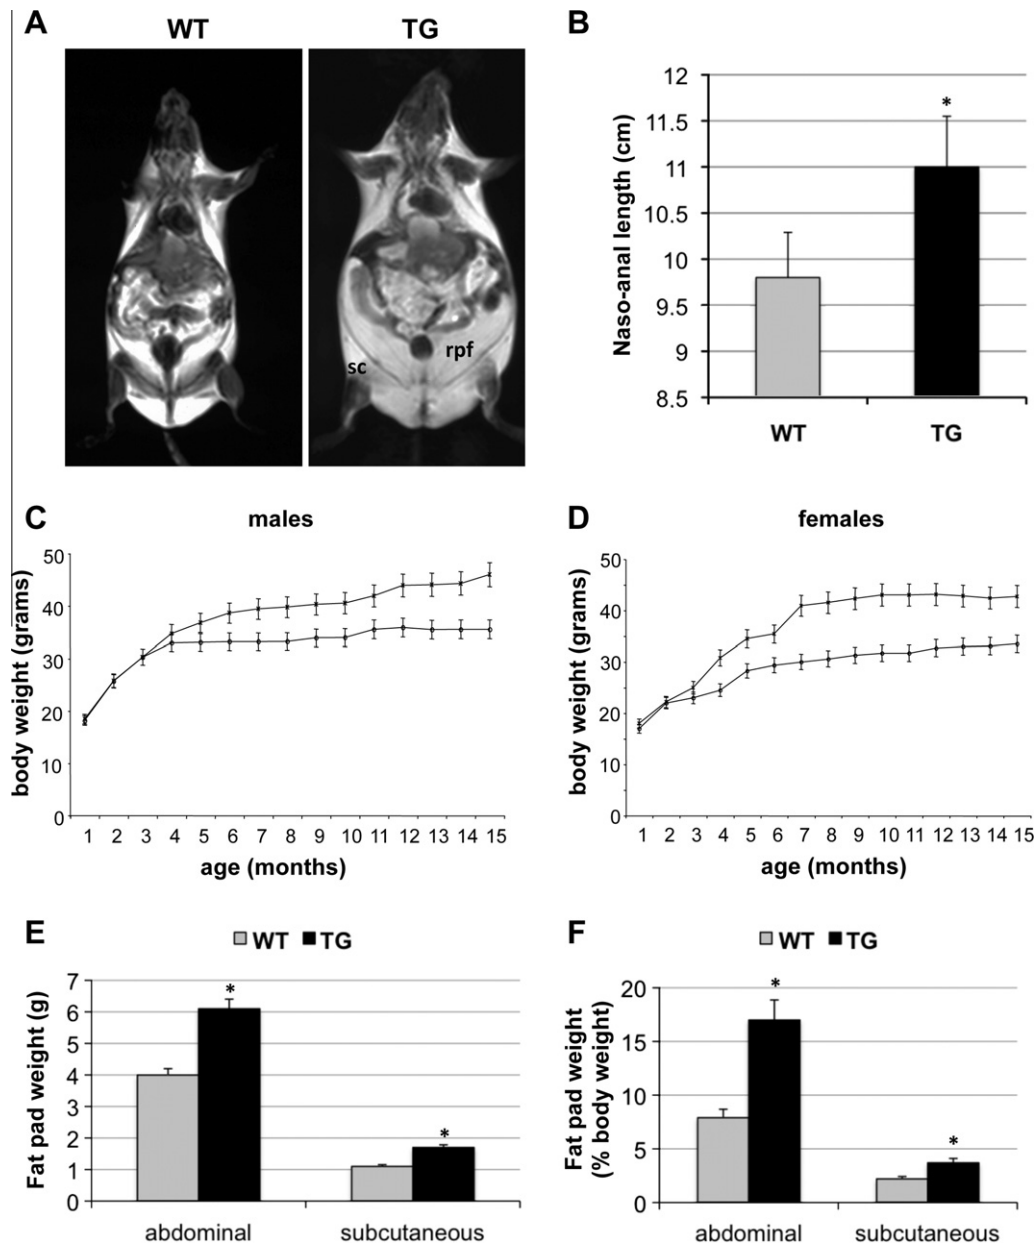 A
WT
TG
sc
rpf
B
Naso-anal length (cm)
12
11.5
11
10.5
10
9.5
9
8.5
*
WT
TG
C
males
body weight (grams)
50
40
30
20
10
0
1 2 3 4 5 6 7 8 9 10 11 12 13 14 15
age (months)
D
females
body weight (grams)
50
40
30
20
10
0
1 2 3 4 5 6 7 8 9 10 11 12 13 14 15
age (months)
E
WT TG
Fat pad weight (g)
7
6
5
4
3
2
1
0
*
*
abdominal subcutaneous
F
WT TG
Fat pad weight
(% body weight)
20
15
10
5
0
*
*
abdominal subcutaneous